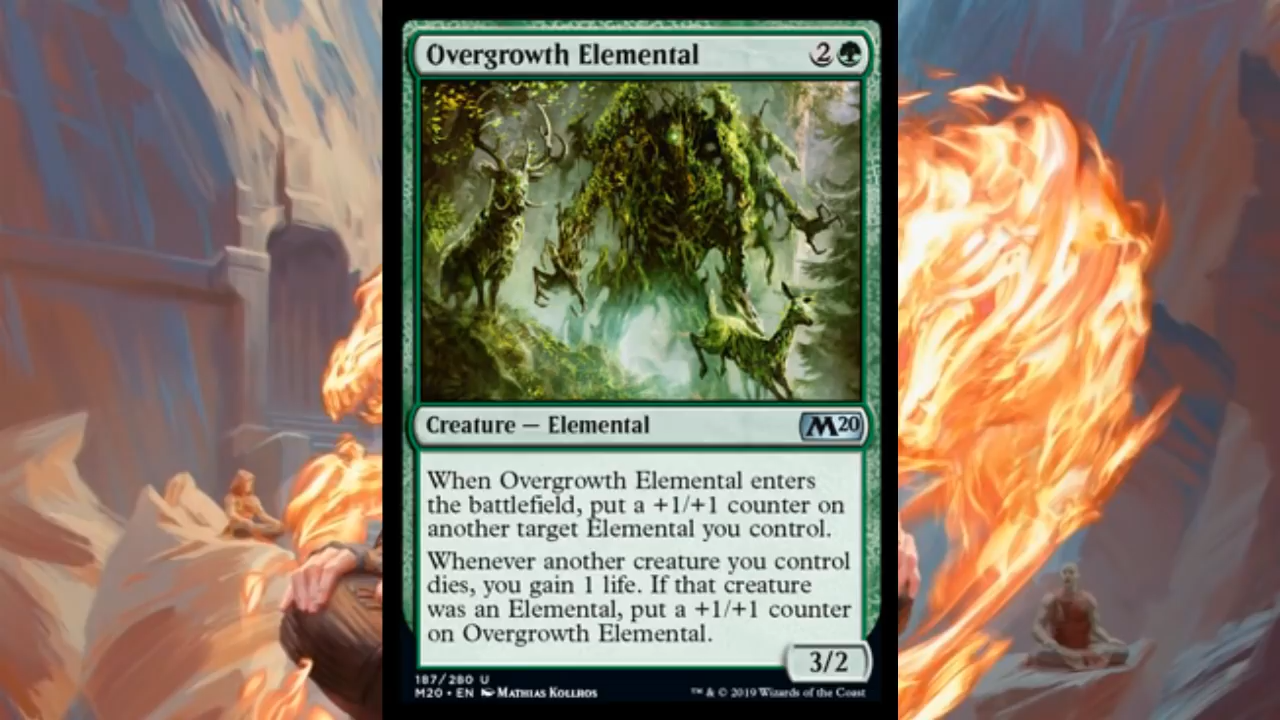 Overgrowth Elemental 2
Creature — Elemental M20
When Overgrowth Elemental enters
the battlefield, put a +1/+1 counter on
another target Elemental you control.
Whenever another creature you control
dies, you gain 1 life. If that creature
was an Elemental, put a +1/+1 counter
on Overgrowth Elemental.
3/2
187/280 U
M20 • EN Mathias Kollros ™ & © 2019 Wizards of the Coast